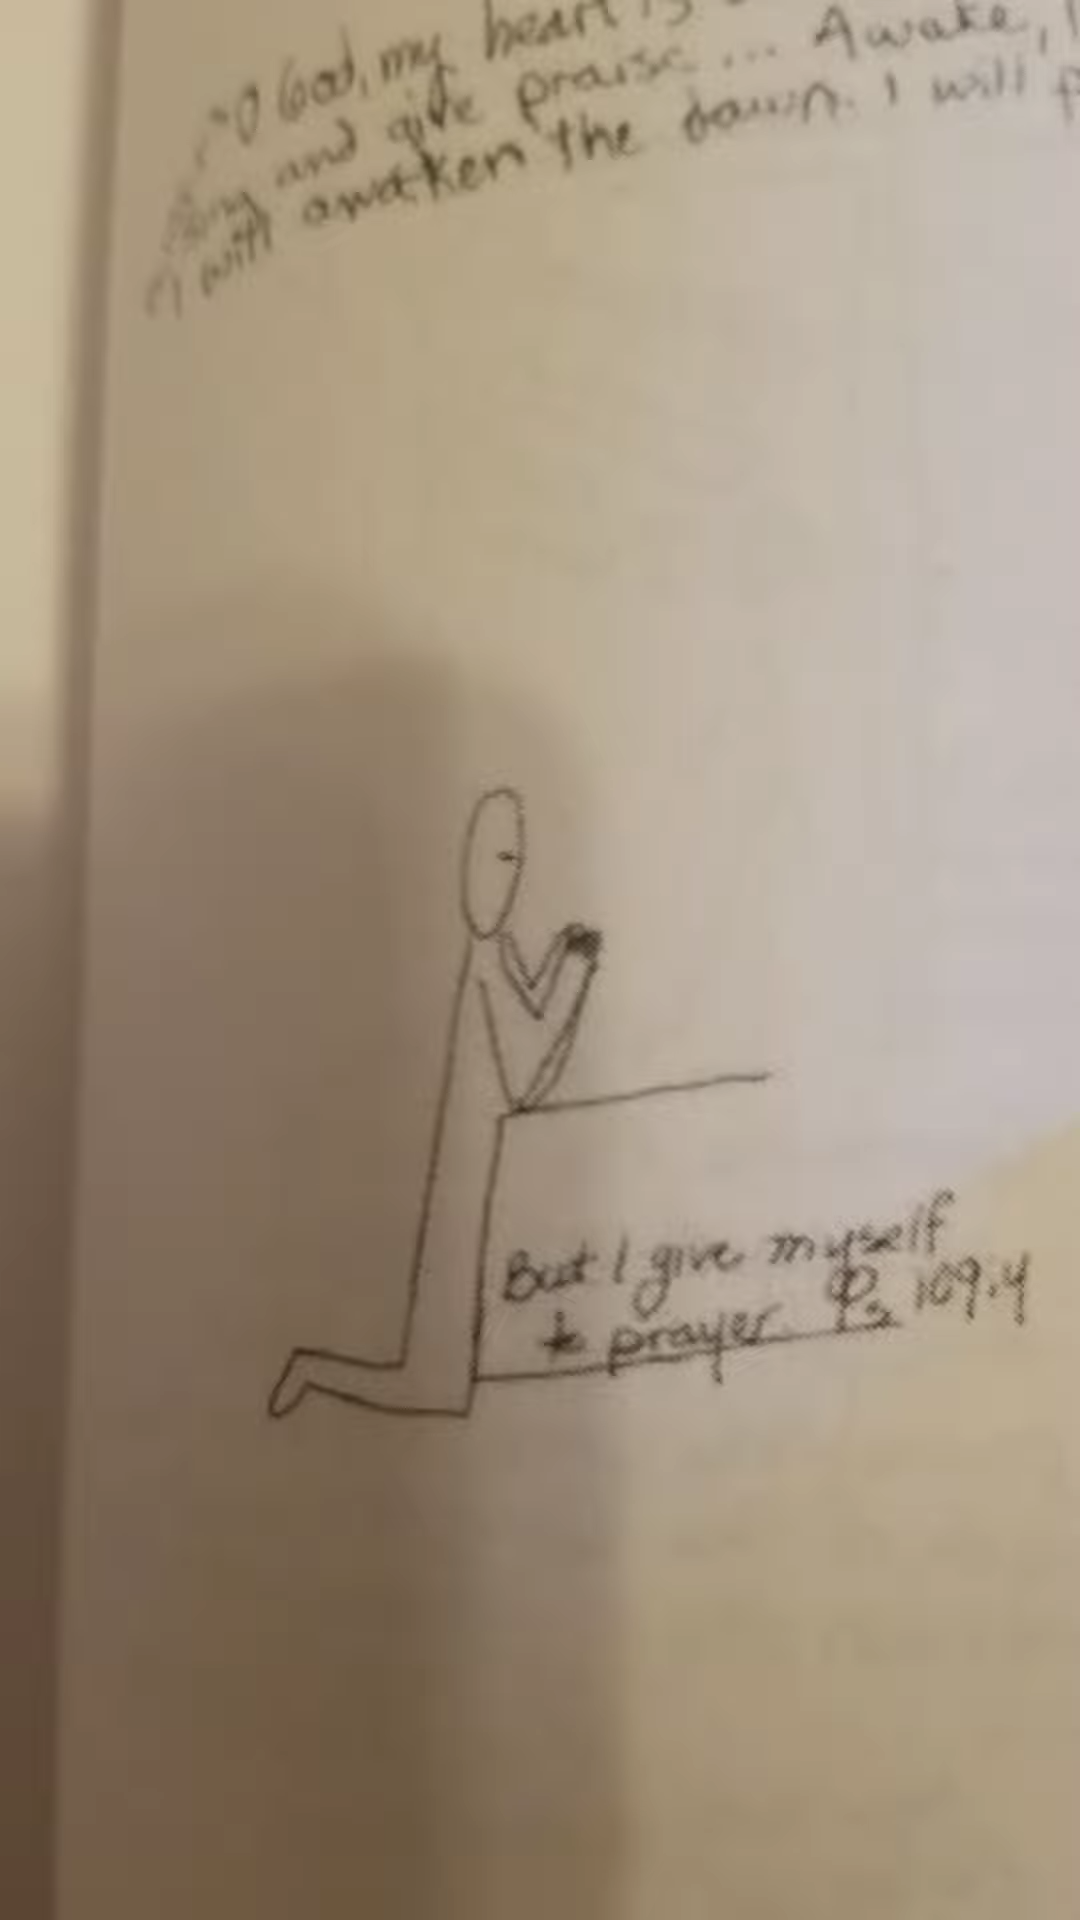 "O God, my heart is
Sing and give praise... Awake,
I will awaken the dawn. I will
But I give myself
to prayer. Ps 109.4